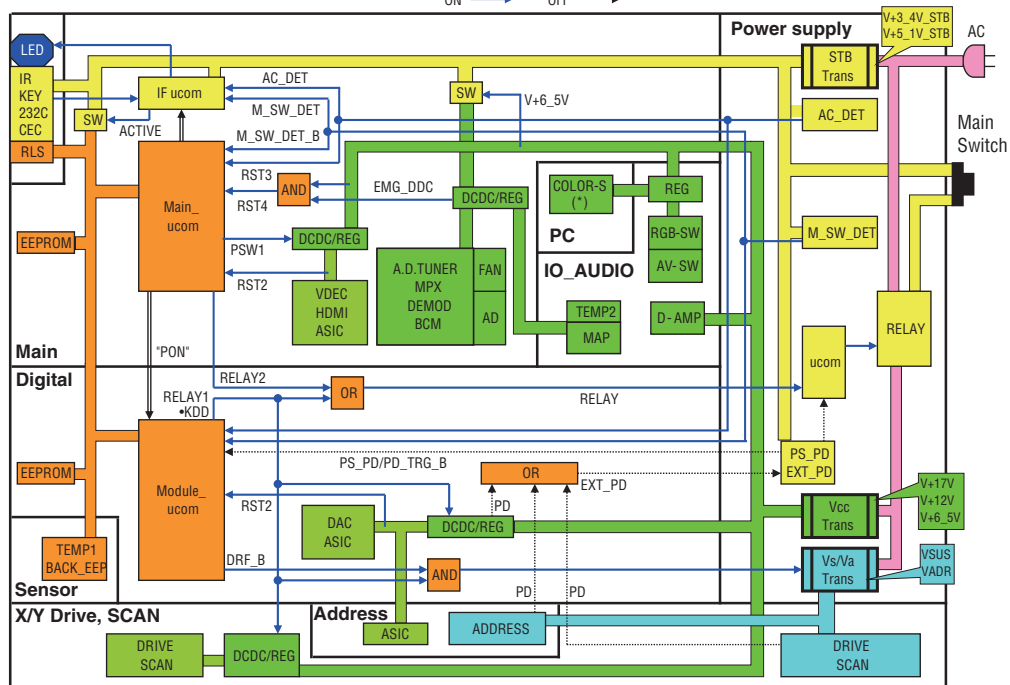 ON OFF
Power supply
V+3_4V_STB
V+5_1V_STB
AC
LED
IR
KEY
232C
CEC
RLS
SW
IF ucom
ACTIVE
AC_DET
M_SW_DET
M_SW_DET_B
SW
V+6_5V
STB
Trans
AC_DET
Main
Switch
Main_
ucom
RST3
RST4
AND
EMG_DDC
DCDC/REG
COLOR-S
(*)
PC
REG
RGB-SW
AV-SW
IO_AUDIO
M_SW_DET
EEPROM
PSW1
DCDC/REG
RST2
VDEC
HDMI
ASIC
A.D.TUNER
MPX
DEMOD
BCM
FAN
AD
TEMP2
MAP
D-AMP
RELAY
ucom
Main
"PON"
Digital
RELAY2
RELAY1
•KDD
OR
RELAY
EEPROM
Module_
ucom
PS_PD/PD_TRG_B
OR
EXT_PD
PS_PD
EXT_PD
RST2
DAC
ASIC
PD
DCDC/REG
Vcc
Trans
V+17V
V+12V
V+6_5V
TEMP1
BACK_EEP
Sensor
DRF_B
AND
Vs/Va
Trans
VSUS
VADR
PD
PD
X/Y Drive, SCAN
Address
ASIC
ADDRESS
DRIVE
SCAN
DCDC/REG
DRIVE
SCAN